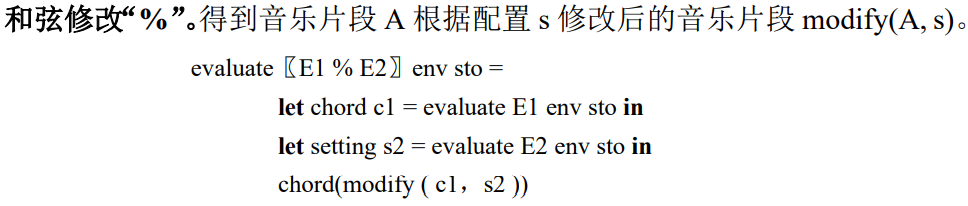 和弦修改“%”。得到音乐片段 A 根据配置 s 修改后的音乐片段 modify(A, s)。
evaluate〖E1 % E2〗env sto =
let chord c1 = evaluate E1 env sto in
let setting s2 = evaluate E2 env sto in
chord(modify ( c1，s2 ))